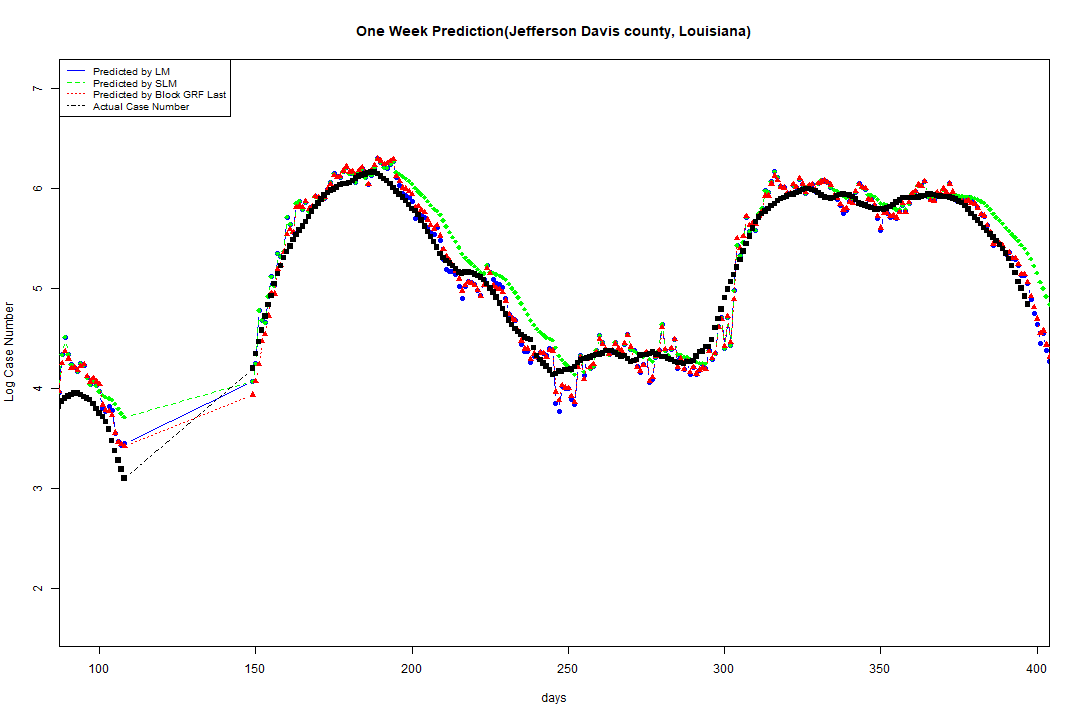 One Week Prediction(Jefferson Davis county, Louisiana)
Predicted by LM
Predicted by SLM
Predicted by Block GRF Last
Actual Case Number
Log Case Number
7
6
5
4
3
2
100 150 200 250 300 350 400
days